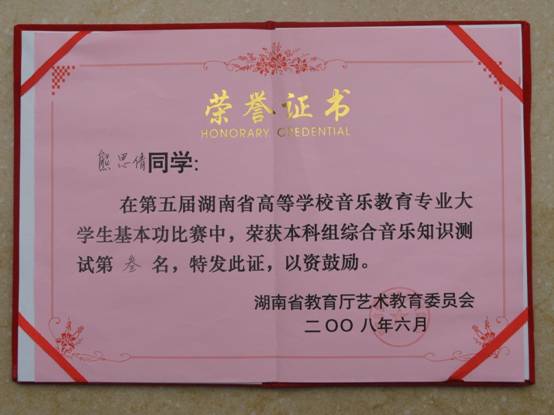 荣誉证书
HONORARY CREDENTIAL
熊思倩同学:
在第五届湖南省高等学校音乐教育专业大
学生基本功比赛中，荣获本科组综合音乐知识测
试第 叁 名，特发此证，以资鼓励。
湖南省教育厅艺术教育委员会
二〇〇八年六月